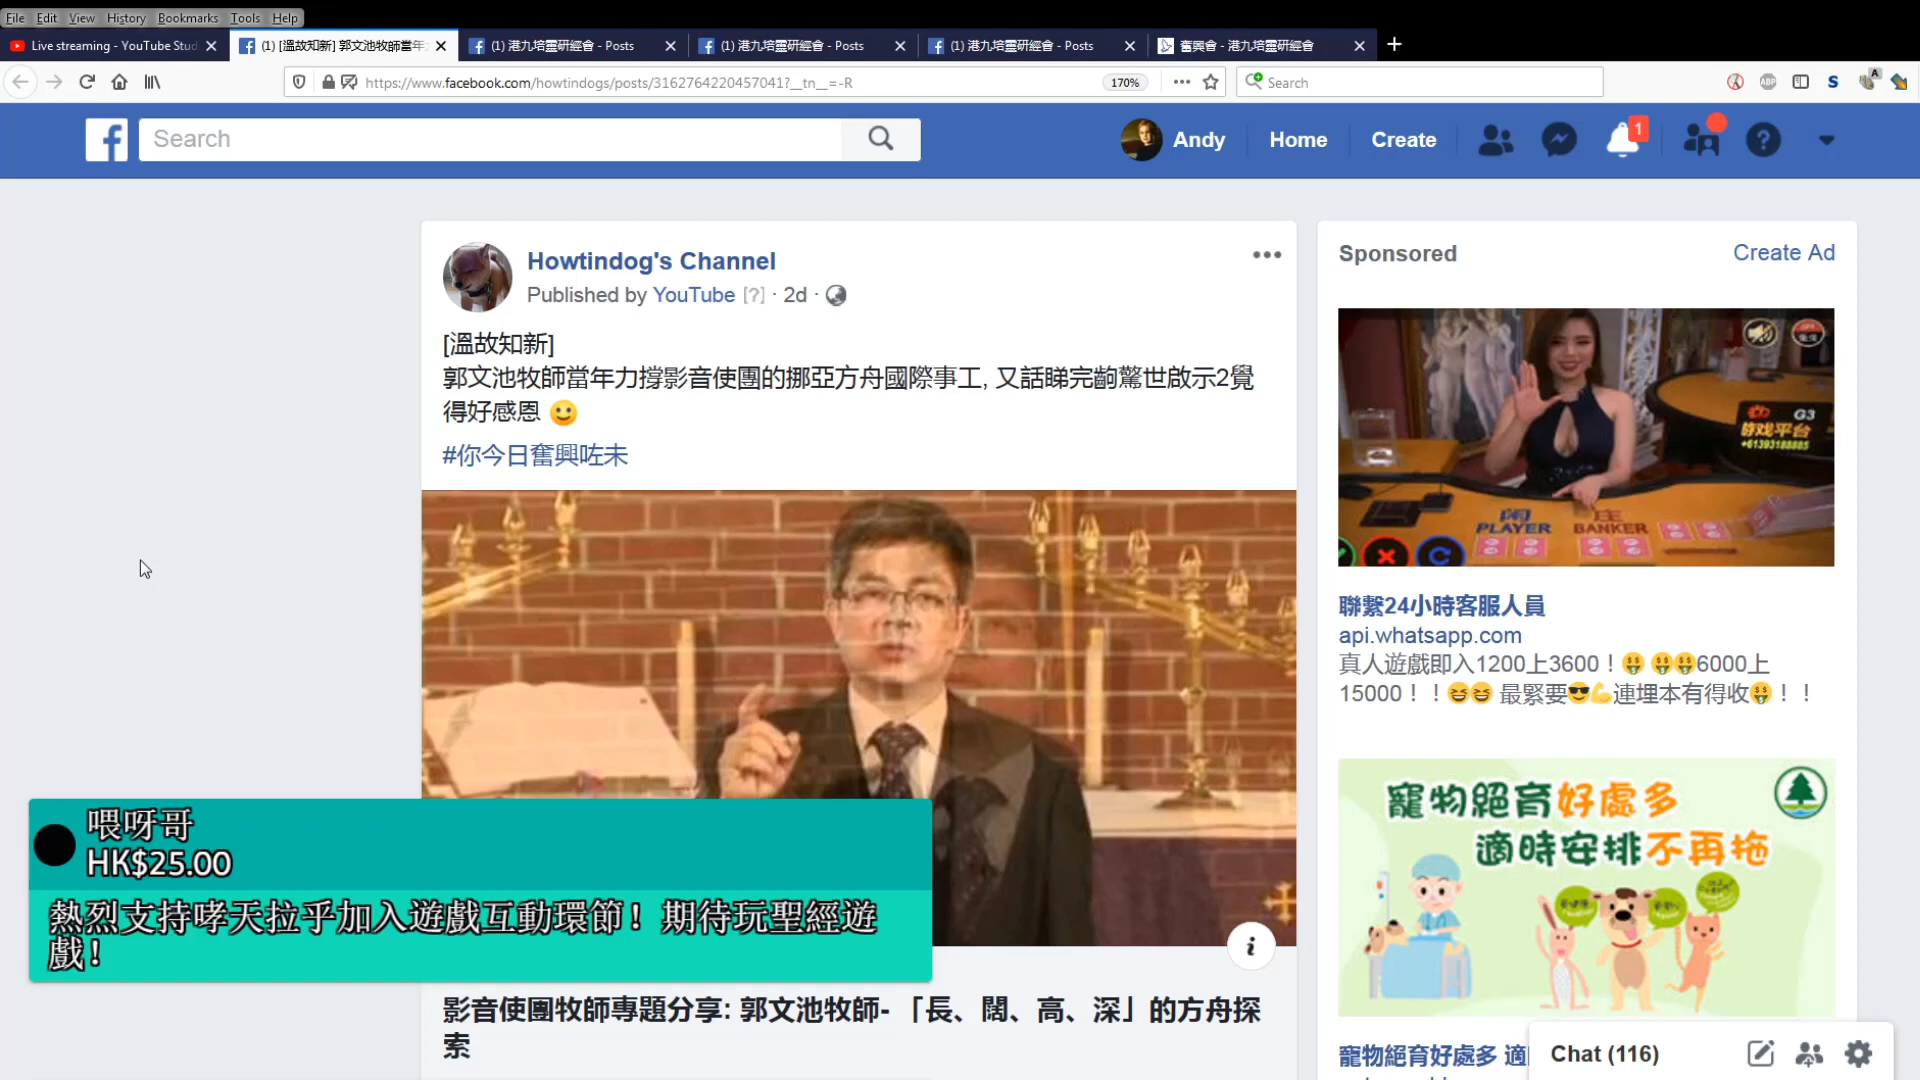 File Edit View History Bookmarks Tools Help
Live streaming - YouTube Stud
(1) [溫故知新] 郭文池牧師當年
(1) 港九培靈研經會 - Posts
(1) 港九培靈研經會 - Posts
(1) 港九培靈研經會 - Posts
奮興會 - 港九培靈研經會
https://www.facebook.com/howtindogs/posts/3162764220457041?__tn__=-R
170%
Search
Search
Andy
Home
Create
1
Howtindog's Channel
Published by YouTube [?] · 2d ·
[溫故知新]
郭文池牧師當年力撐影音使團的挪亞方舟國際事工, 又話睇完齣驚世啟示2覺
得好感恩 🙂
#你今日奮興咗未
喂呀哥
HK$25.00
熱烈支持哮天拉乎加入遊戲互動環節！期待玩聖經遊
戲！
影音使團牧師專題分享: 郭文池牧師- 「長、闊、高、深」的方舟探
索
Sponsored
Create Ad
G3
游戏平台
+61393188885
闲
PLAYER
庄
BANKER
聯繫24小時客服人員
api.whatsapp.com
真人遊戲即入1200上3600！🤑 🤑🤑6000上
15000！！😆😆 最緊要😎💪連埋本有得收🤑！！
寵物絕育好處多
適時安排不再拖
寵物絕育好處多 適
Chat (116)